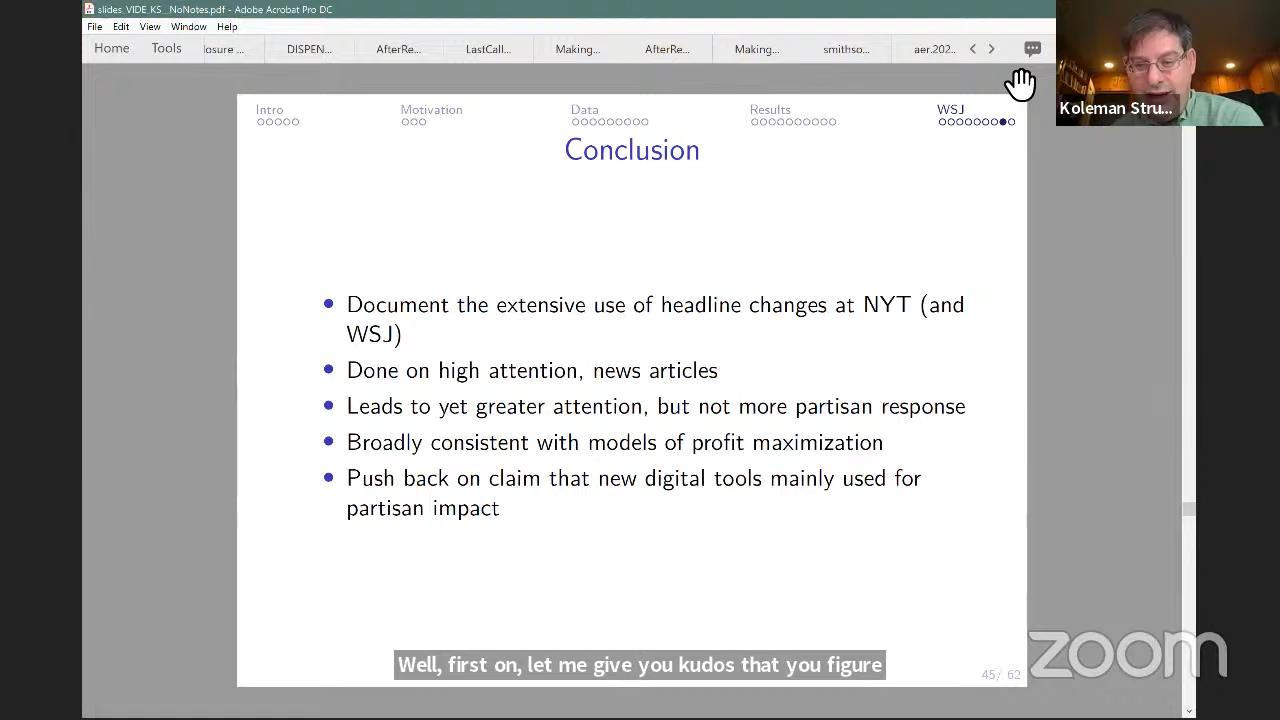 slides_VIDE_KS_NoNotes.pdf - Adobe Acrobat Pro DC
File Edit View Window Help
Home Tools losure ... DISPEN... AfterRe... LastCall... Making... AfterRe... Making... smithso... aer.202...
Koleman Stru...
Intro Motivation Data Results WSJ
Conclusion
Document the extensive use of headline changes at NYT (and
WSJ)
Done on high attention, news articles
Leads to yet greater attention, but not more partisan response
Broadly consistent with models of profit maximization
Push back on claim that new digital tools mainly used for
partisan impact
Well, first on, let me give you kudos that you figure
45/ 62
zoom